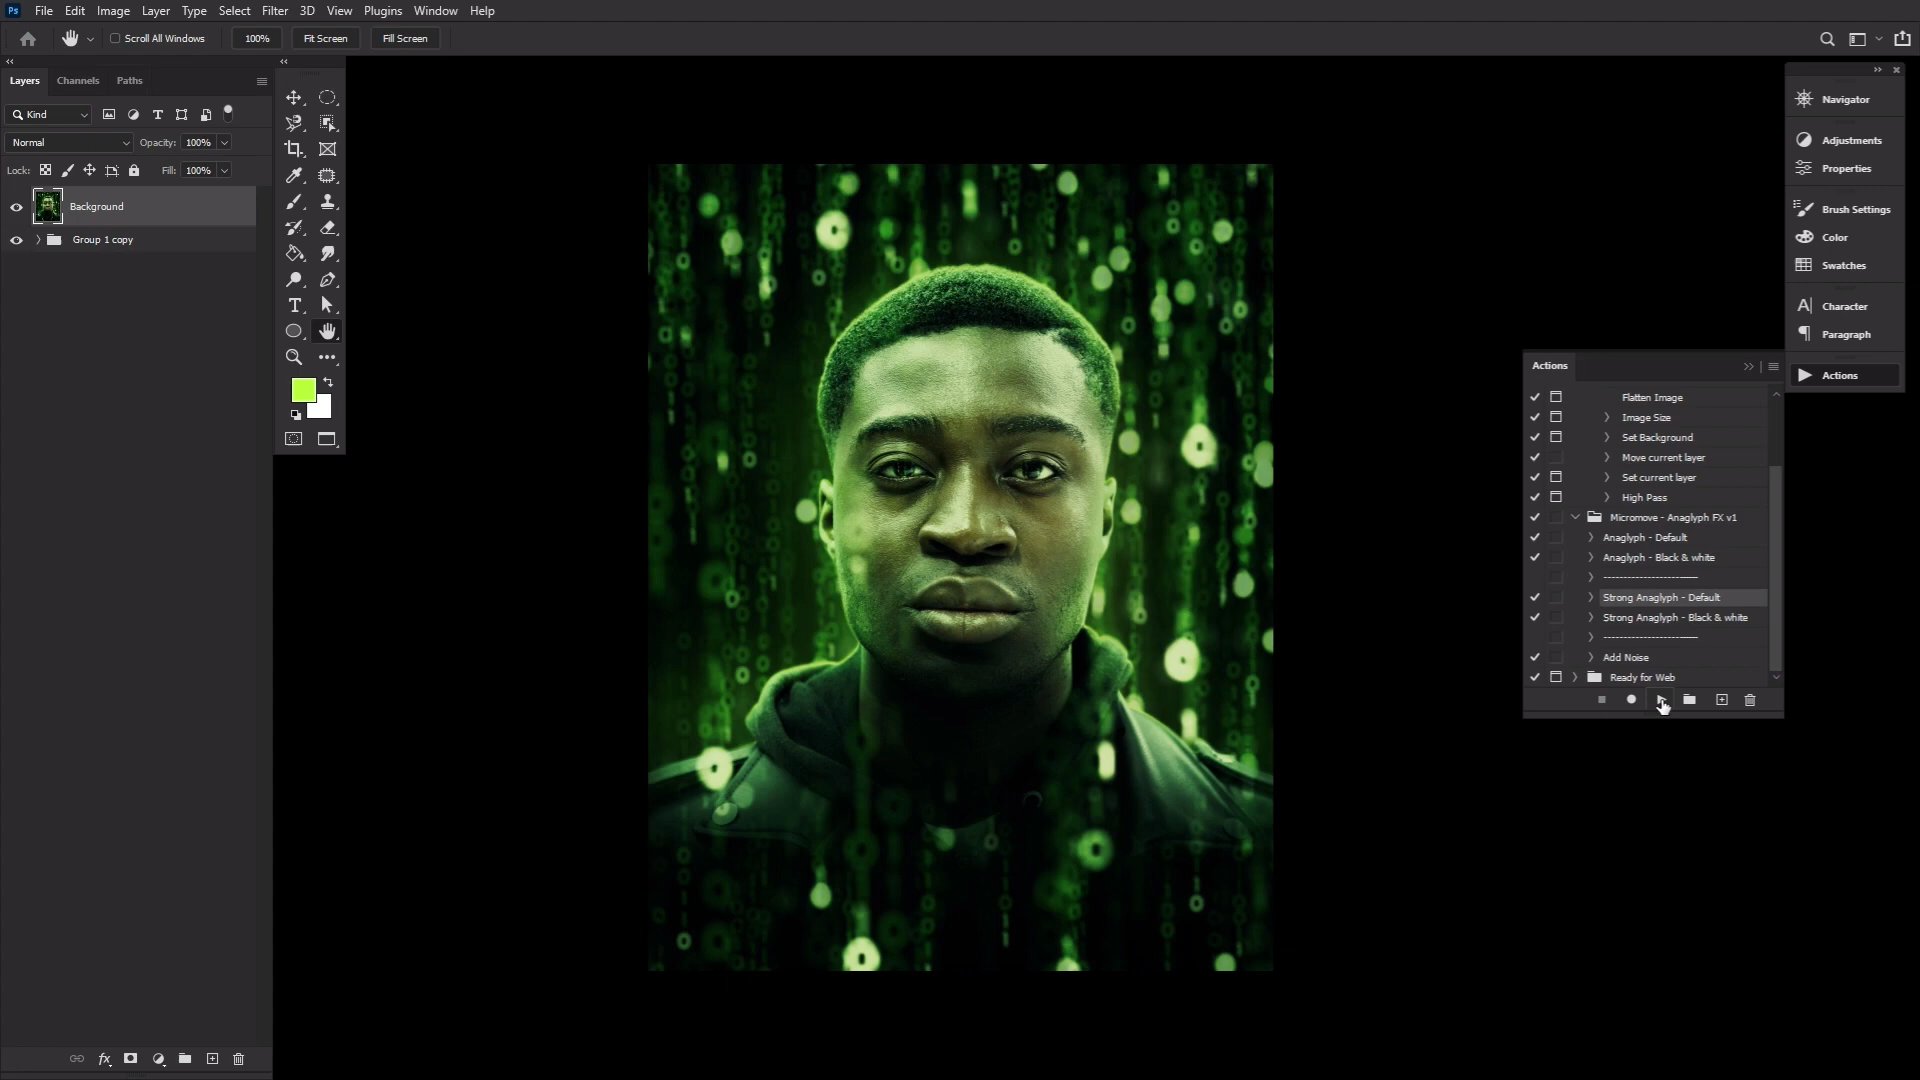 Ps File Edit Image Layer Type Select Filter 3D View Plugins Window Help
Scroll All Windows 100% Fit Screen Fill Screen
Layers Channels Paths
Kind
Normal Opacity: 100%
Lock: Fill: 100%
Background
Group 1 copy
fx
Navigator
Adjustments
Properties
Brush Settings
Color
Swatches
Character
Paragraph
Actions
Actions
Flatten Image
Image Size
Set Background
Move current layer
Set current layer
High Pass
Micromove - Anaglyph FX v1
Anaglyph - Default
Anaglyph - Black & white
-----------------------
Strong Anaglyph - Default
Strong Anaglyph - Black & white
-----------------------
Add Noise
Ready for Web